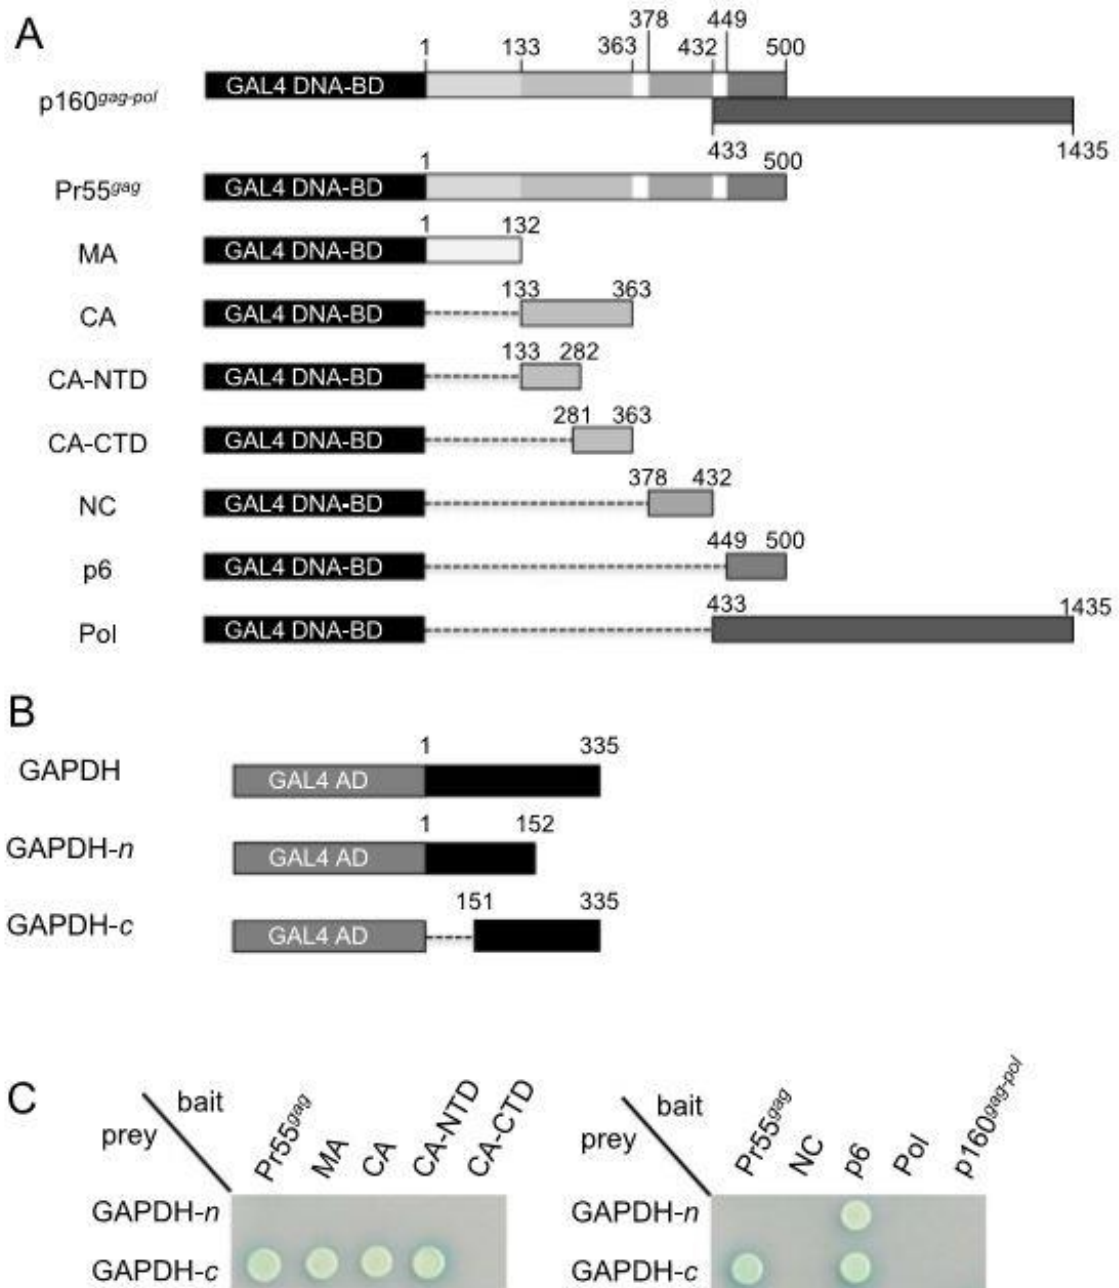 A
378 449
1 133 363 432 500
p160gag-pol GAL4 DNA-BD
433 1435
1 500
Pr55gag GAL4 DNA-BD
1 132
MA GAL4 DNA-BD
133 363
CA GAL4 DNA-BD
133 282
CA-NTD GAL4 DNA-BD
281 363
CA-CTD GAL4 DNA-BD
378 432
NC GAL4 DNA-BD
449 500
p6 GAL4 DNA-BD
433 1435
Pol GAL4 DNA-BD
B
1 335
GAPDH GAL4 AD
1 152
GAPDH-n GAL4 AD
151 335
GAPDH-c GAL4 AD
C
bait
prey
Pr55gag MA CA CA-NTD CA-CTD
GAPDH-n
GAPDH-c
bait
prey
Pr55gag NC p6 Pol p160gag-pol
GAPDH-n
GAPDH-c